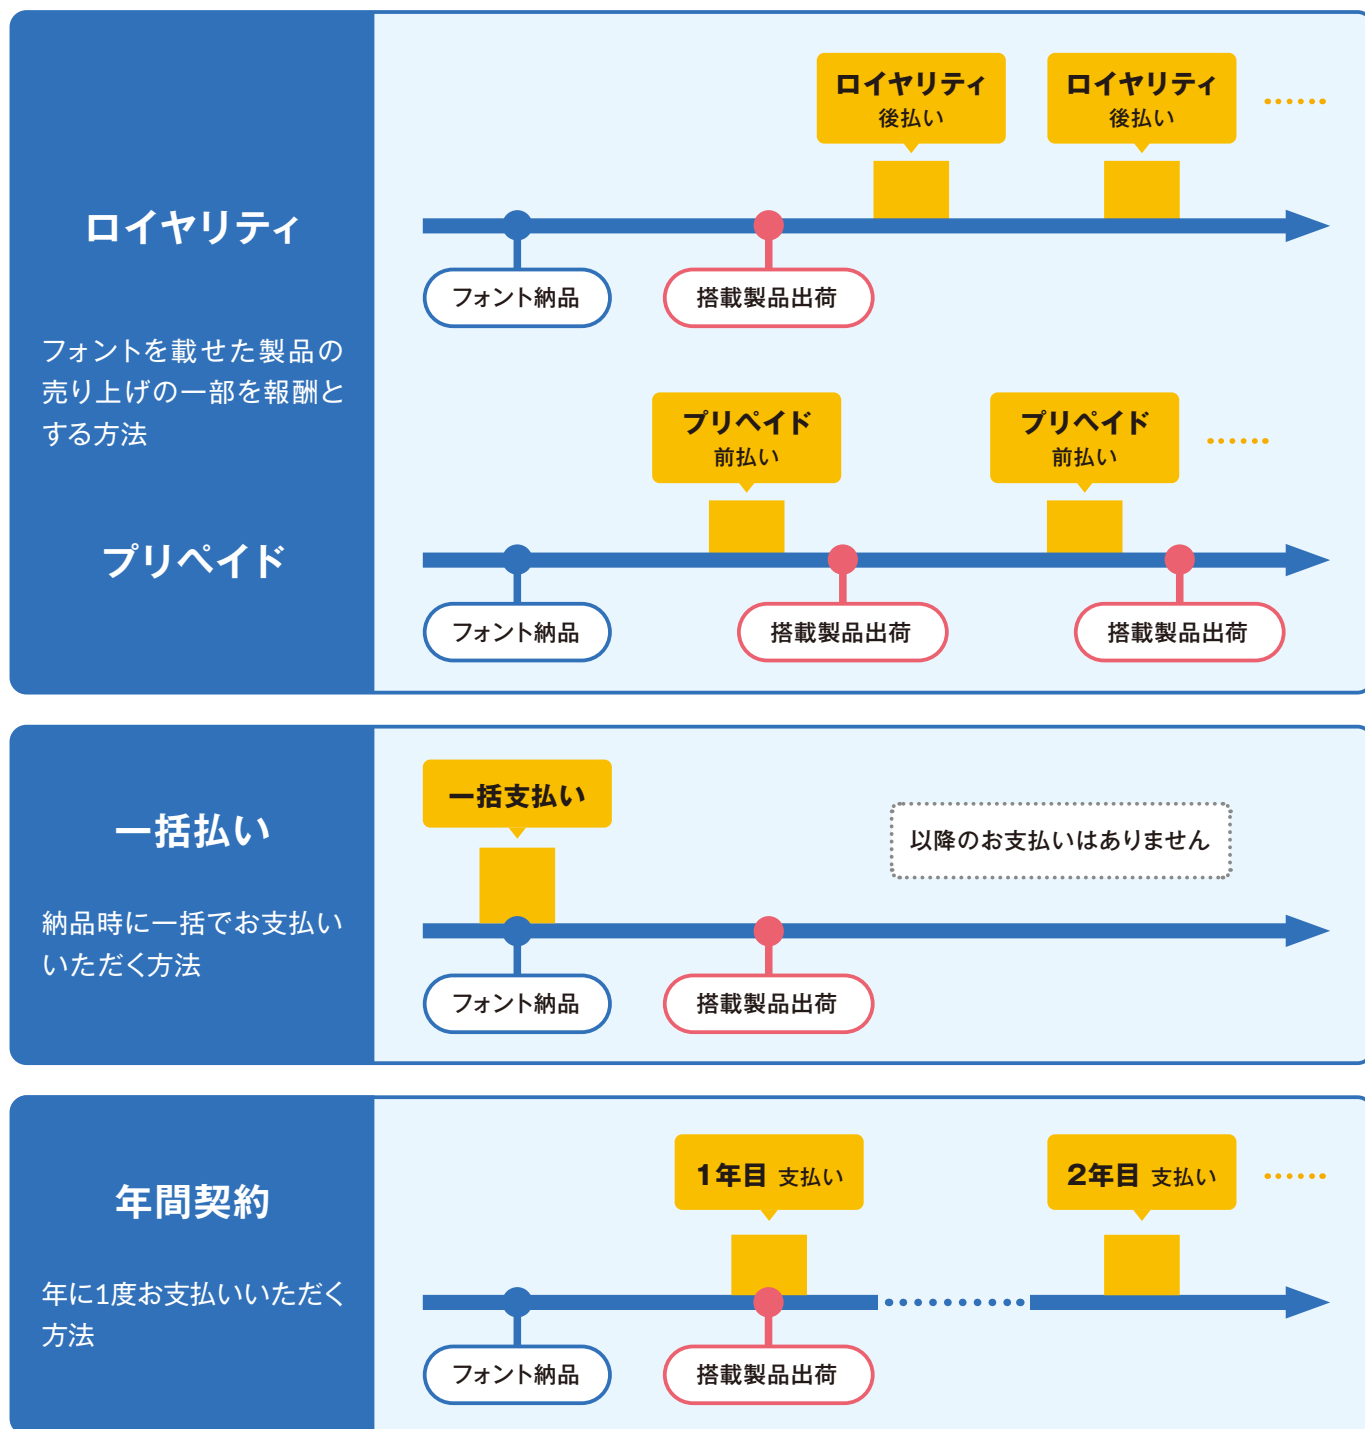 ロイヤリティ
フォントを載せた製品の
売り上げの一部を報酬と
する方法
プリペイド
ロイヤリティ
後払い
ロイヤリティ
後払い
フォント納品
搭載製品出荷
プリペイド
前払い
プリペイド
前払い
フォント納品
搭載製品出荷
搭載製品出荷
一括払い
納品時に一括でお支払い
いただく方法
一括支払い
以降のお支払いはありません
フォント納品
搭載製品出荷
年間契約
年に1度お支払いいただく
方法
1年目 支払い
2年目 支払い
フォント納品
搭載製品出荷